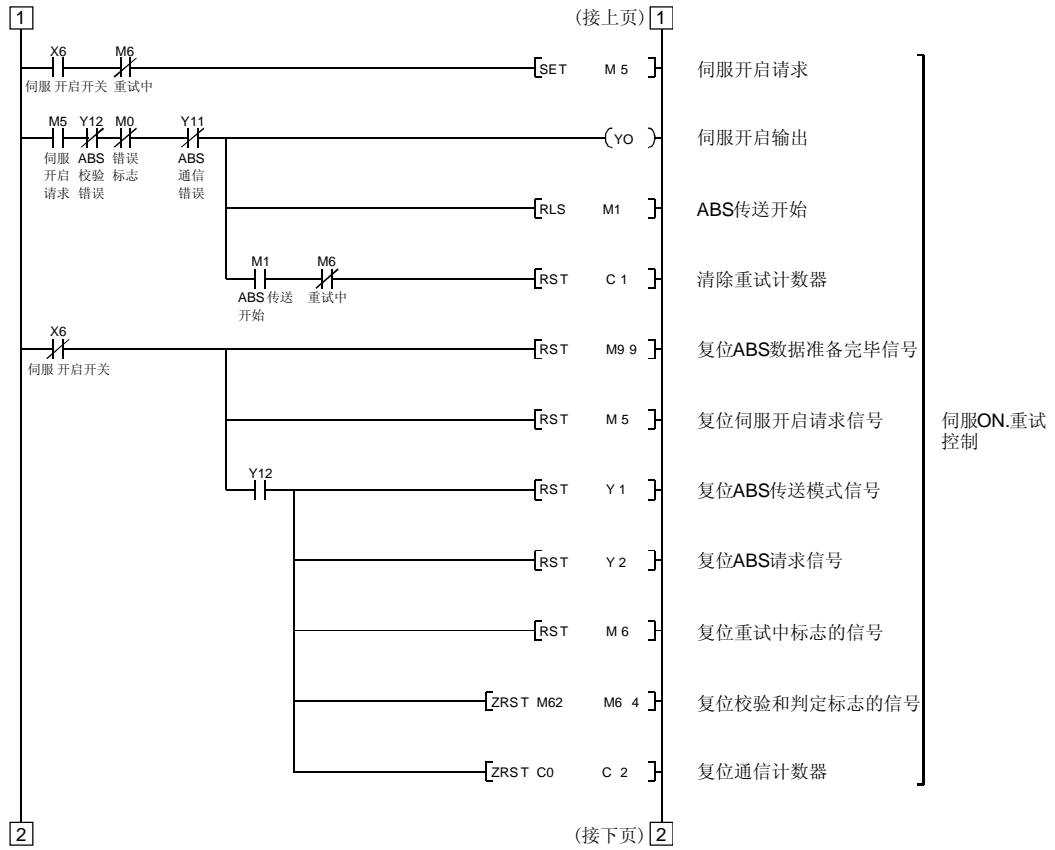 1 (接上页) 1
X6 M6
SET M 5 伺服开启请求
伺服 开启开关 重试中
M5 Y12 M0 Y11
YO 伺服开启输出
伺服 ABS 错误 ABS
开启 校验 标志 通信
请求 错误 错误
RLS M1 ABS传送开始
M1 M6
RST C 1 清除重试计数器
ABS 传送 重试中
开始
X6
RST M9 9 复位ABS数据准备完毕信号
伺服 开启开关
RST M 5 复位伺服开启请求信号
伺服ON.重试
控制
Y12
RST Y 1 复位ABS传送模式信号
RST Y 2 复位ABS请求信号
RST M 6 复位重试中标志的信号
ZRST M62 M6 4 复位校验和判定标志的信号
ZRST C0 C 2 复位通信计数器
2 (接下页) 2